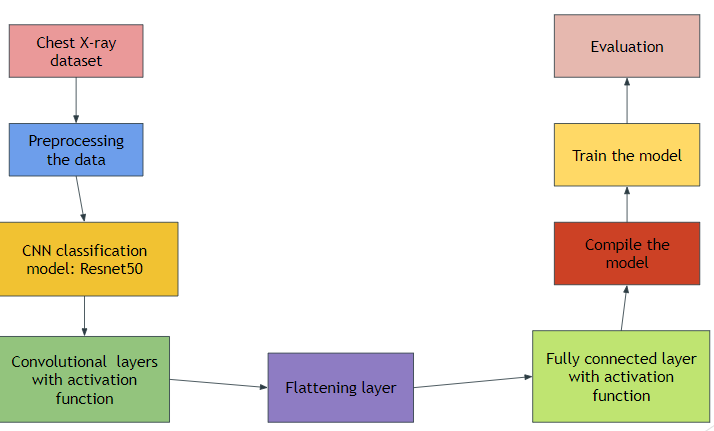 Chest X-ray
dataset
Preprocessing
the data
CNN classification
model: Resnet50
Convolutional layers
with activation
function
Flattening layer
Fully connected layer
with activation
function
Compile the
model
Train the model
Evaluation